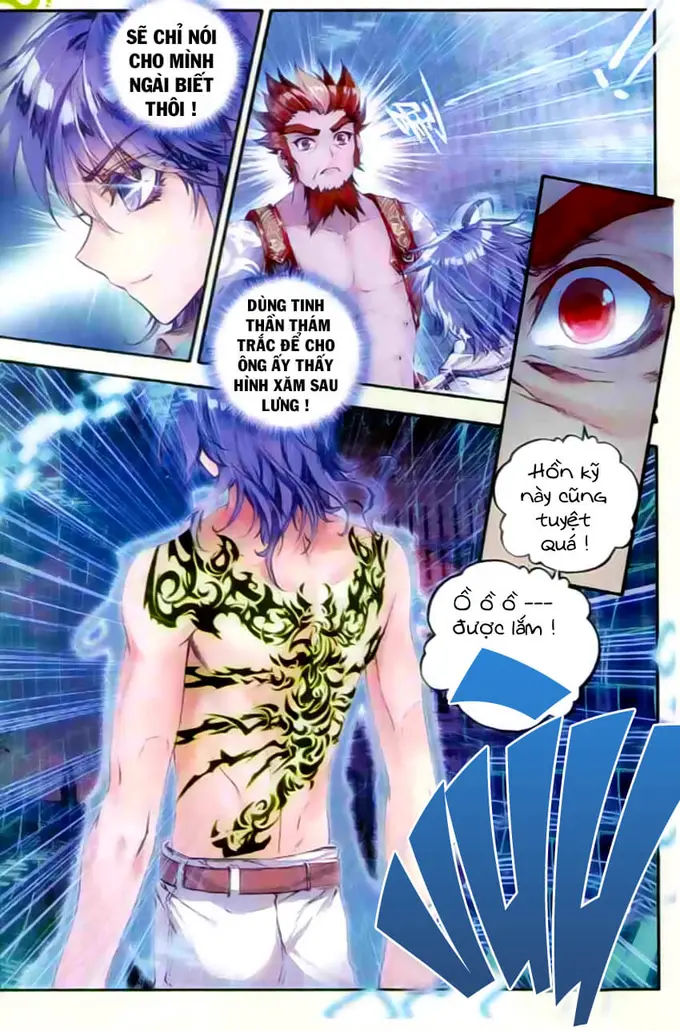 SẼ CHỈ NÓI
CHO MÌNH
NGÀI BIẾT
THÔI !
DÙNG TINH
THẦN THÁM
TRẮC ĐỂ CHO
ÔNG ẤY THẤY
HÌNH XĂM SAU
LƯNG !
Hồn kỹ
này cũng
tuyệt
quá !
Ồ ồ ồ ---
được lắm !